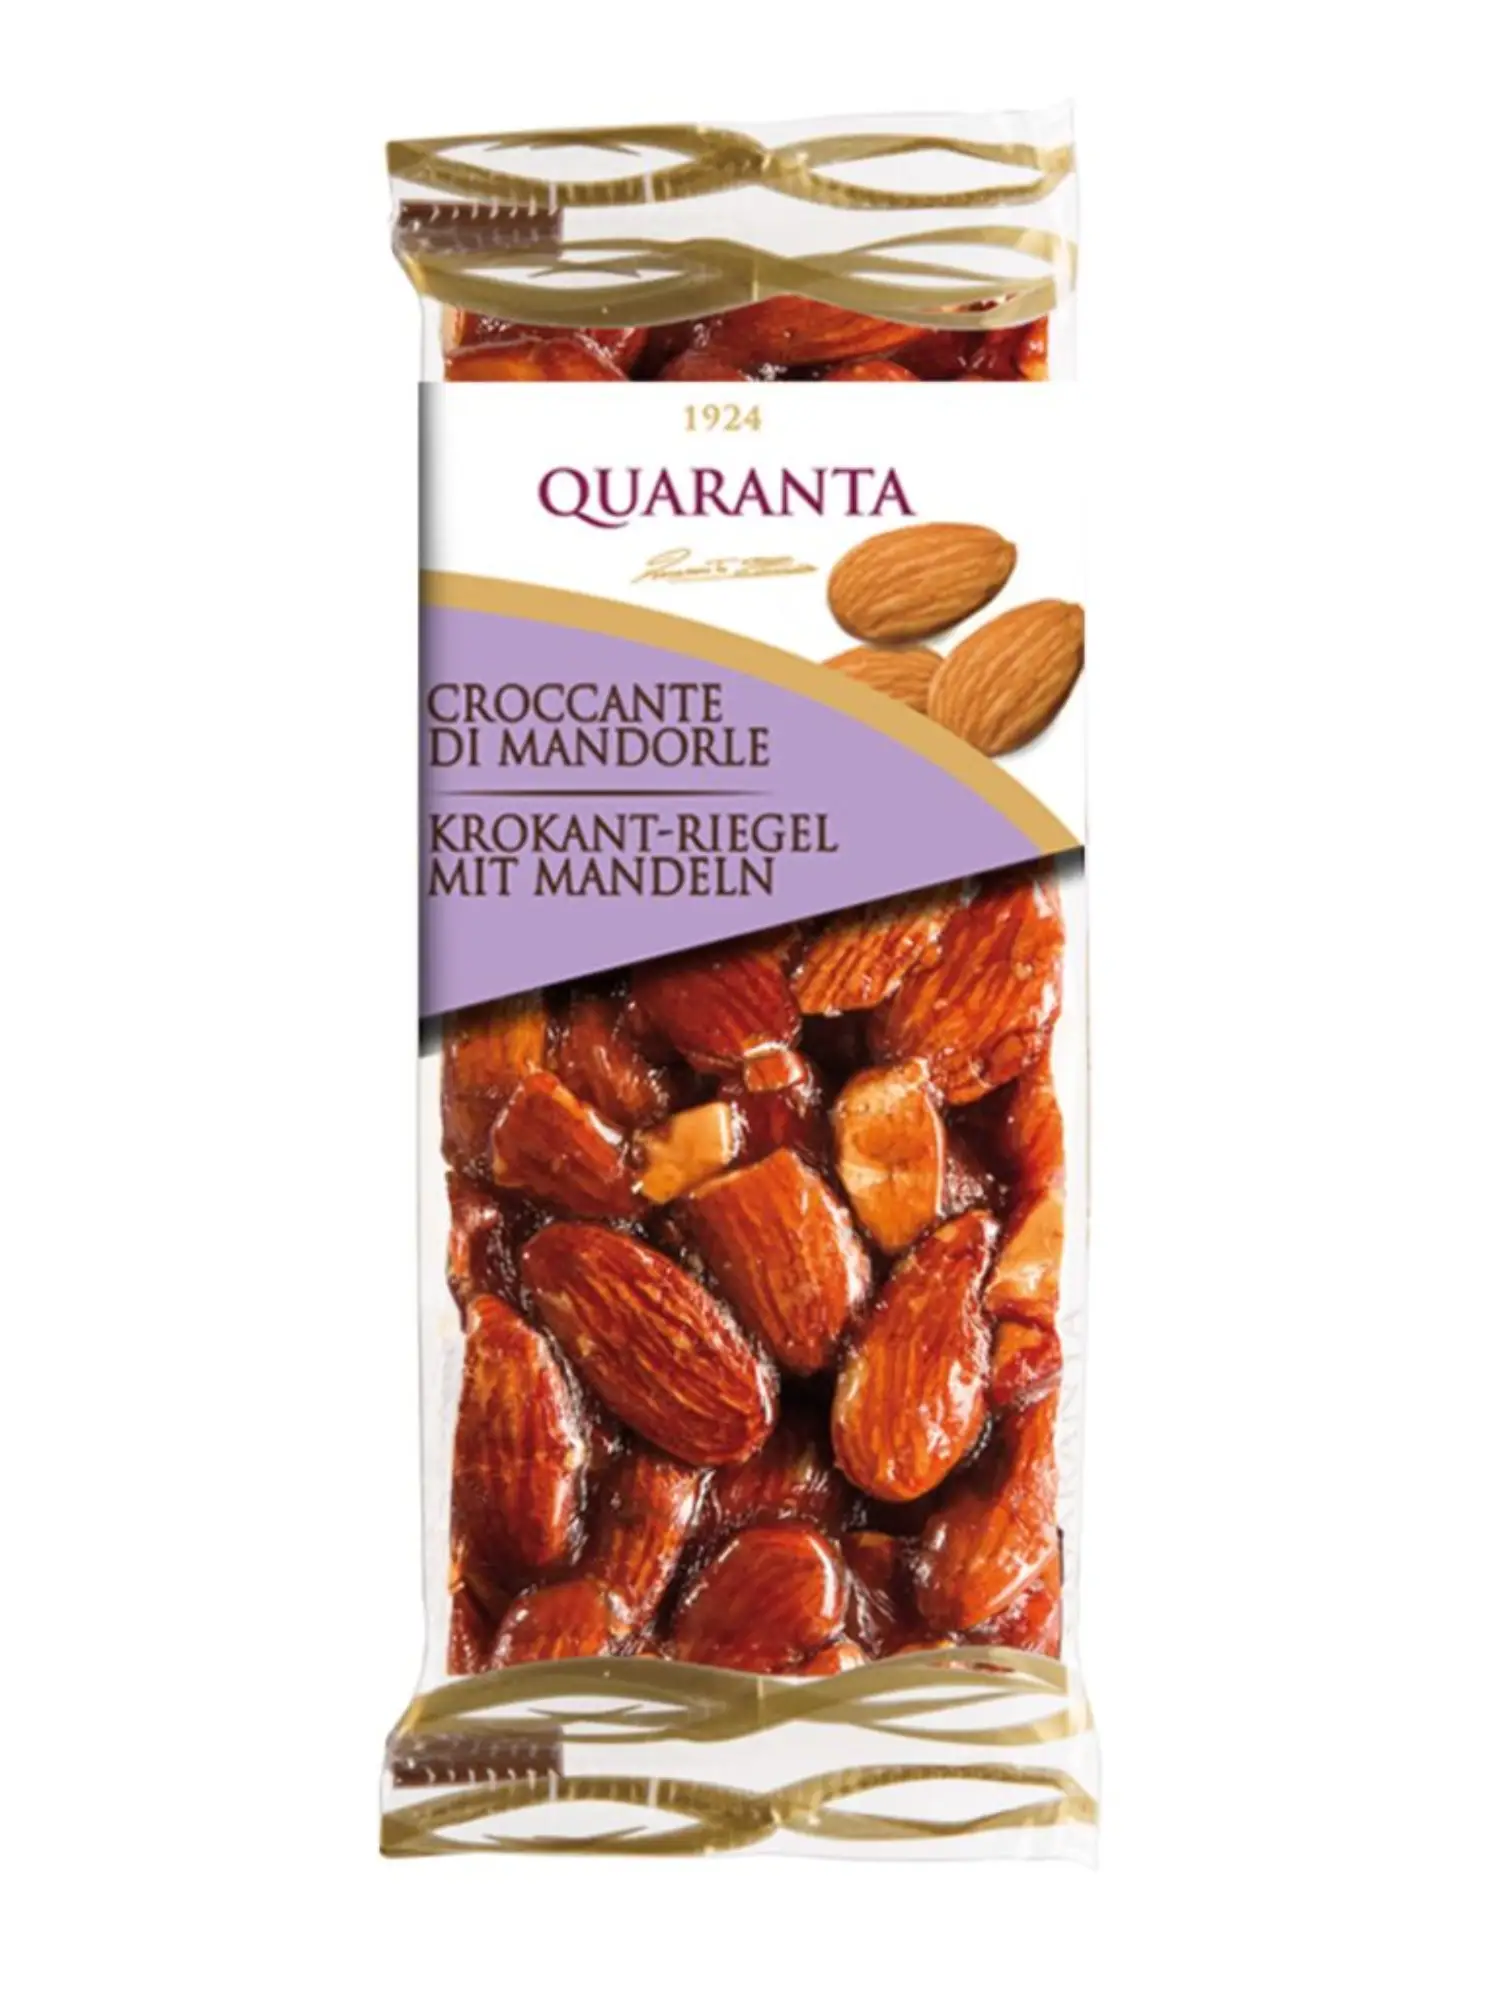 1924
QUARANTA
CROCCANTE
DI MANDORLE
KROKANT-RIEGEL
MIT MANDELN